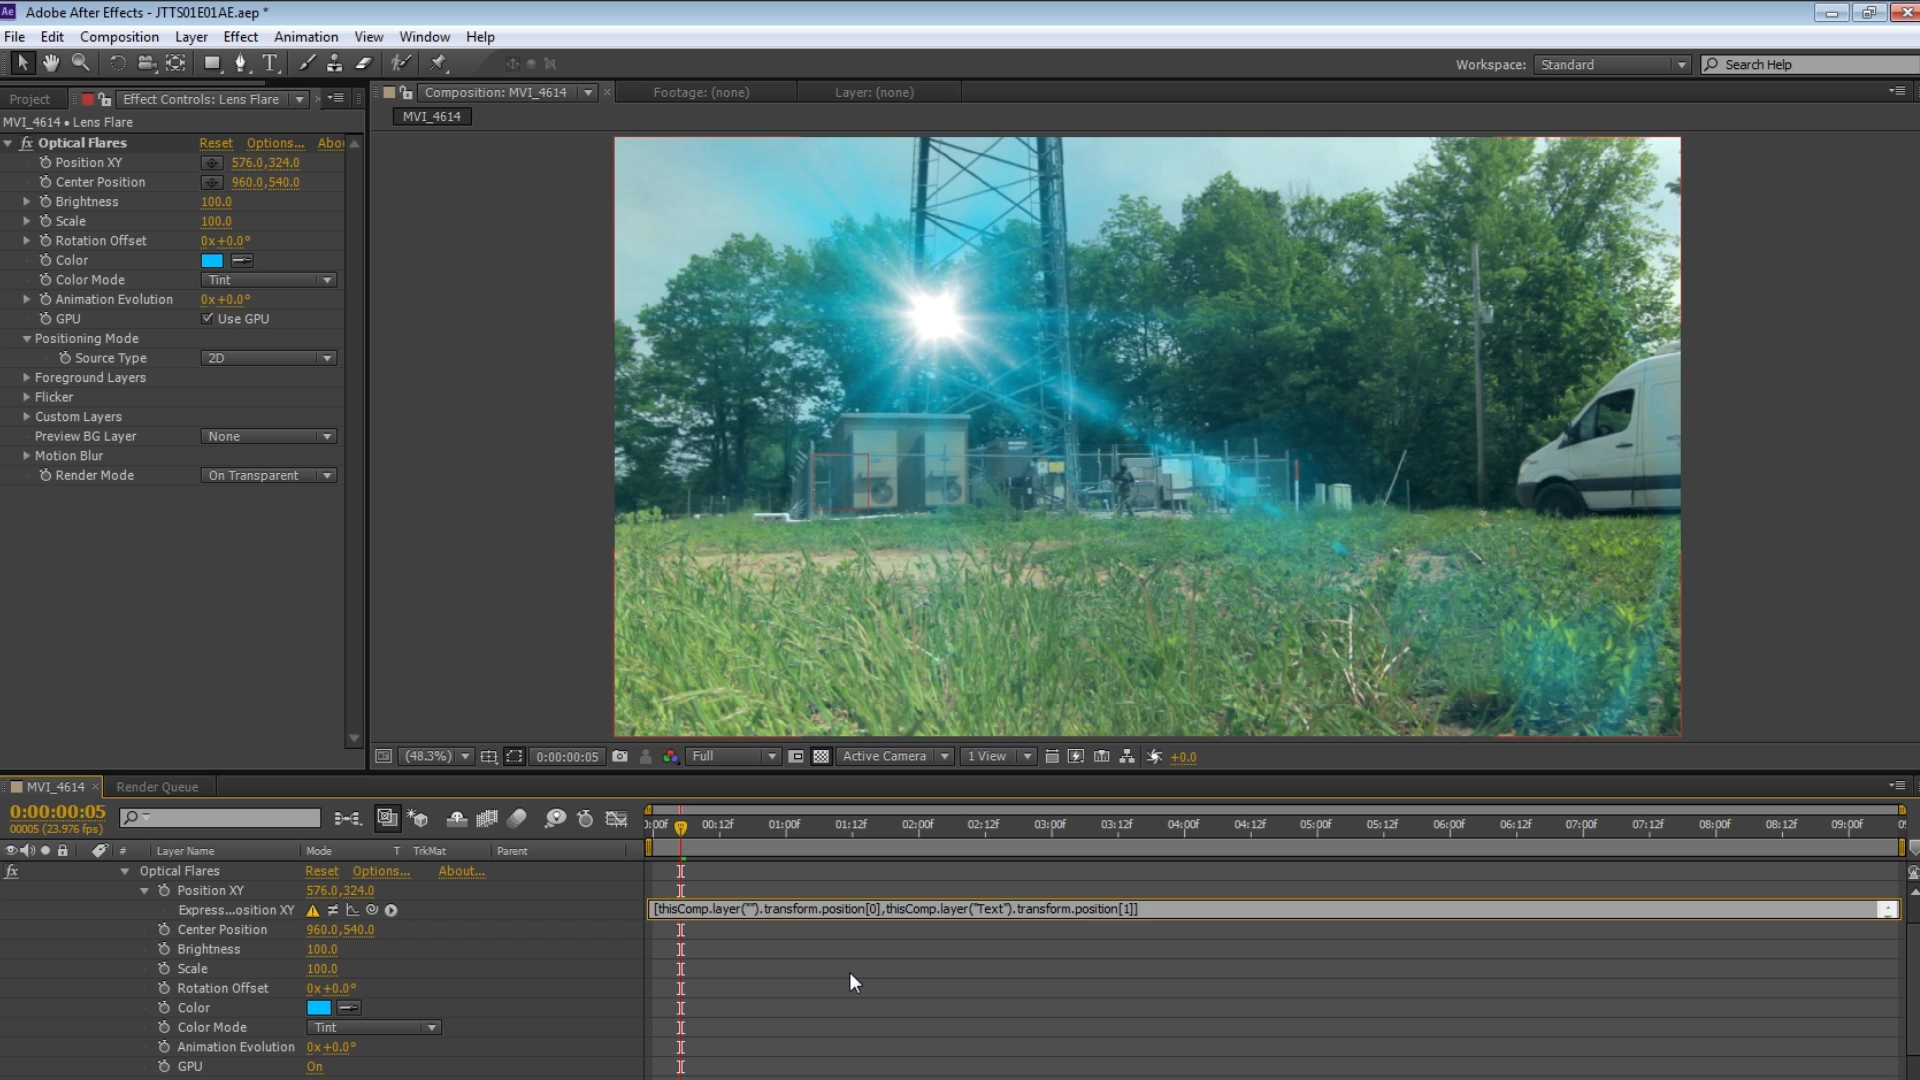 Ae Adobe After Effects - JTTS01E01AE.aep *
File Edit Composition Layer Effect Animation View Window Help
T Workspace: Standard Search Help
Project Effect Controls: Lens Flare × Composition: MVI_4614 × Footage: (none) Layer: (none)
MVI_4614
MVI_4614 • Lens Flare
fx Optical Flares Reset Options... Abou
Position XY 576.0,324.0
Center Position 960.0,540.0
Brightness 100.0
Scale 100.0
Rotation Offset 0x+0.0°
Color
Color Mode Tint
Animation Evolution 0x+0.0°
GPU Use GPU
Positioning Mode
Source Type 2D
Foreground Layers
Flicker
Custom Layers
Preview BG Layer None
Motion Blur
Render Mode On Transparent
(48.3%) 0:00:00:05 Full Active Camera 1 View +0.0
MVI_4614 × Render Queue
0:00:00:05
00005 (23.976 fps)
0:00f 00:12f 01:00f 01:12f 02:00f 02:12f 03:00f 03:12f 04:00f 04:12f 05:00f 05:12f 06:00f 06:12f 07:00f 07:12f 08:00f 08:12f 09:00f
# Layer Name Mode T TrkMat Parent
fx Optical Flares Reset Options... About...
Position XY 576.0,324.0
Express...osition XY [thisComp.layer("").transform.position[0],thisComp.layer("Text").transform.position[1]]
Center Position 960.0,540.0
Brightness 100.0
Scale 100.0
Rotation Offset 0x+0.0°
Color
Color Mode Tint
Animation Evolution 0x+0.0°
GPU On